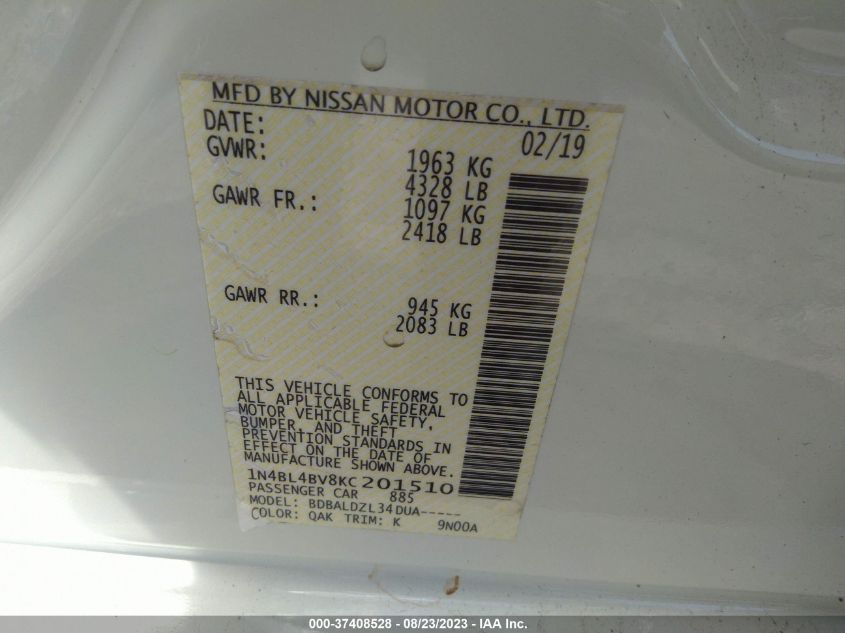 MFD BY NISSAN MOTOR CO., LTD.
DATE: 02/19
GVWR: 1963 KG
4328 LB
GAWR FR.: 1097 KG
2418 LB
GAWR RR.: 945 KG
2083 LB
THIS VEHICLE CONFORMS TO
ALL APPLICABLE FEDERAL
MOTOR VEHICLE SAFETY,
BUMPER, AND THEFT
PREVENTION STANDARDS IN
EFFECT ON THE DATE OF
MANUFACTURE SHOWN ABOVE.
1N4BL4BV8KC201510
PASSENGER CAR 885
MODEL: BDBALDZL34DUA-----
COLOR: QAK TRIM: K 9N00A
000-37408528 - 08/23/2023 - IAA Inc.